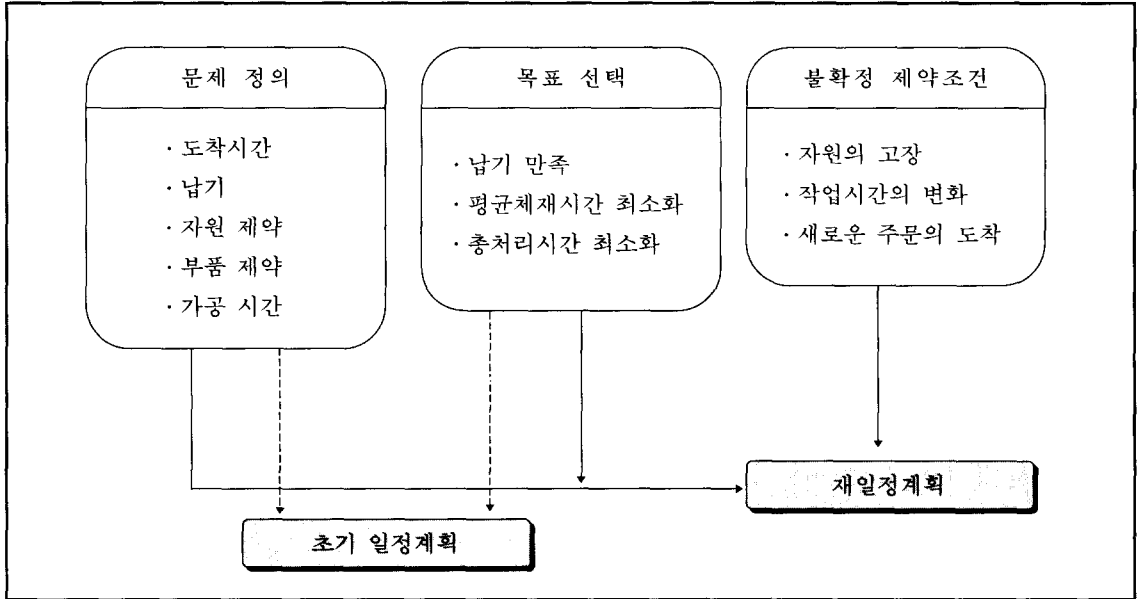 문제 정의
· 도착시간
· 납기
· 자원 제약
· 부품 제약
· 가공 시간
목표 선택
· 납기 만족
· 평균체재시간 최소화
· 총처리시간 최소화
불확정 제약조건
· 자원의 고장
· 작업시간의 변화
· 새로운 주문의 도착
재일정계획
초기 일정계획